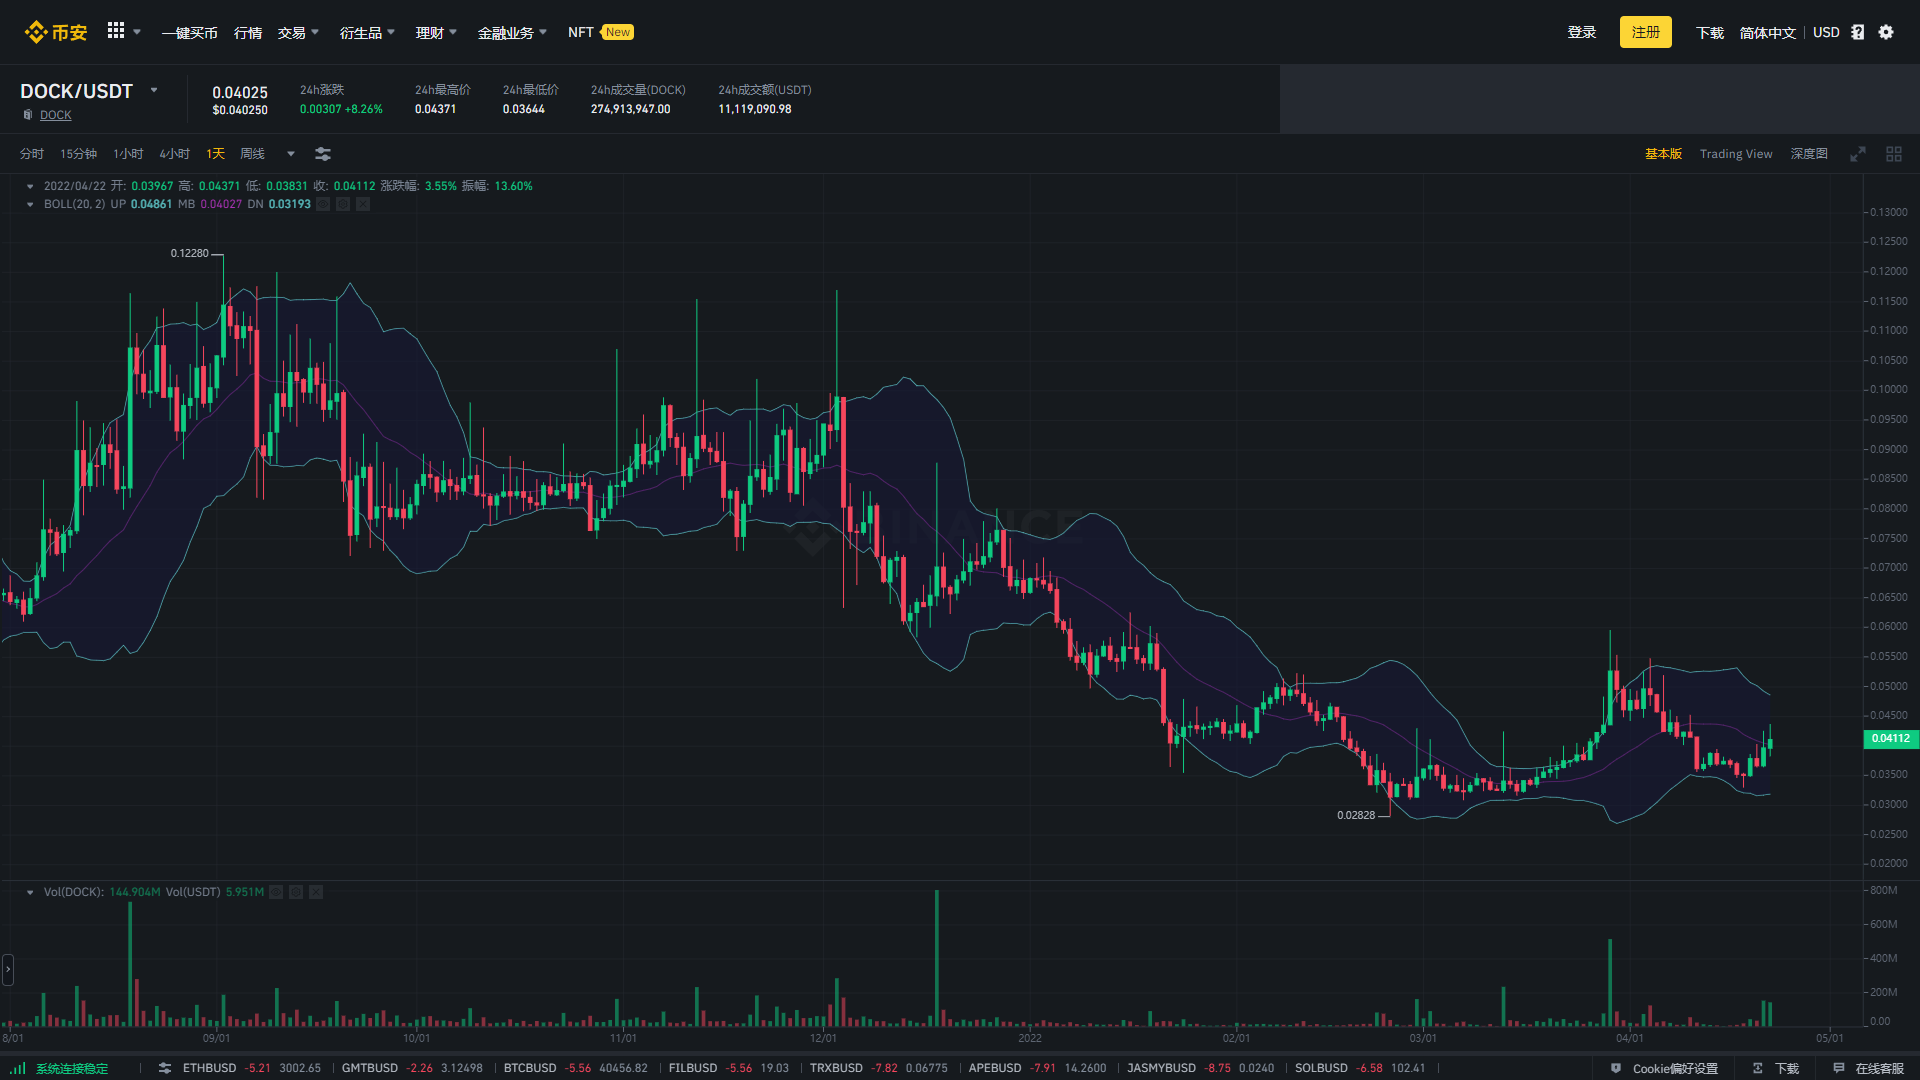 币安 一键买币 行情 交易 衍生品 理财 金融业务 NFT New 登录 注册 下载 简体中文 USD
DOCK/USDT
DOCK
0.04025
$0.040250
24h涨跌
0.00307 +8.26%
24h最高价
0.04371
24h最低价
0.03644
24h成交量(DOCK)
274,913,947.00
24h成交额(USDT)
11,119,090.98
分时 15分钟 1小时 4小时 1天 周线 基本版 Trading View 深度图
2022/04/22 开: 0.03967 高: 0.04371 低: 0.03831 收: 0.04112 涨跌幅: 3.55% 振幅: 13.60%
BOLL(20, 2) UP 0.04861 MB 0.04027 DN 0.03193
0.12280
0.02828
BINANCE
0.13000
0.12500
0.12000
0.11500
0.11000
0.10500
0.10000
0.09500
0.09000
0.08500
0.08000
0.07500
0.07000
0.06500
0.06000
0.05500
0.05000
0.04500
0.04112
0.03500
0.03000
0.02500
0.02000
Vol(DOCK): 144.904M Vol(USDT) 5.951M
800M
600M
400M
200M
0.00
8/01 09/01 10/01 11/01 12/01 2022 02/01 03/01 04/01 05/01
系统连接稳定 ETHBUSD -5.21 3002.65 GMTBUSD -2.26 3.12498 BTCBUSD -5.56 40456.82 FILBUSD -5.56 19.03 TRXBUSD -7.82 0.06775 APEBUSD -7.91 14.2600 JASMYBUSD -8.75 0.0240 SOLBUSD -6.58 102.41 Cookie偏好设置 下载 在线客服